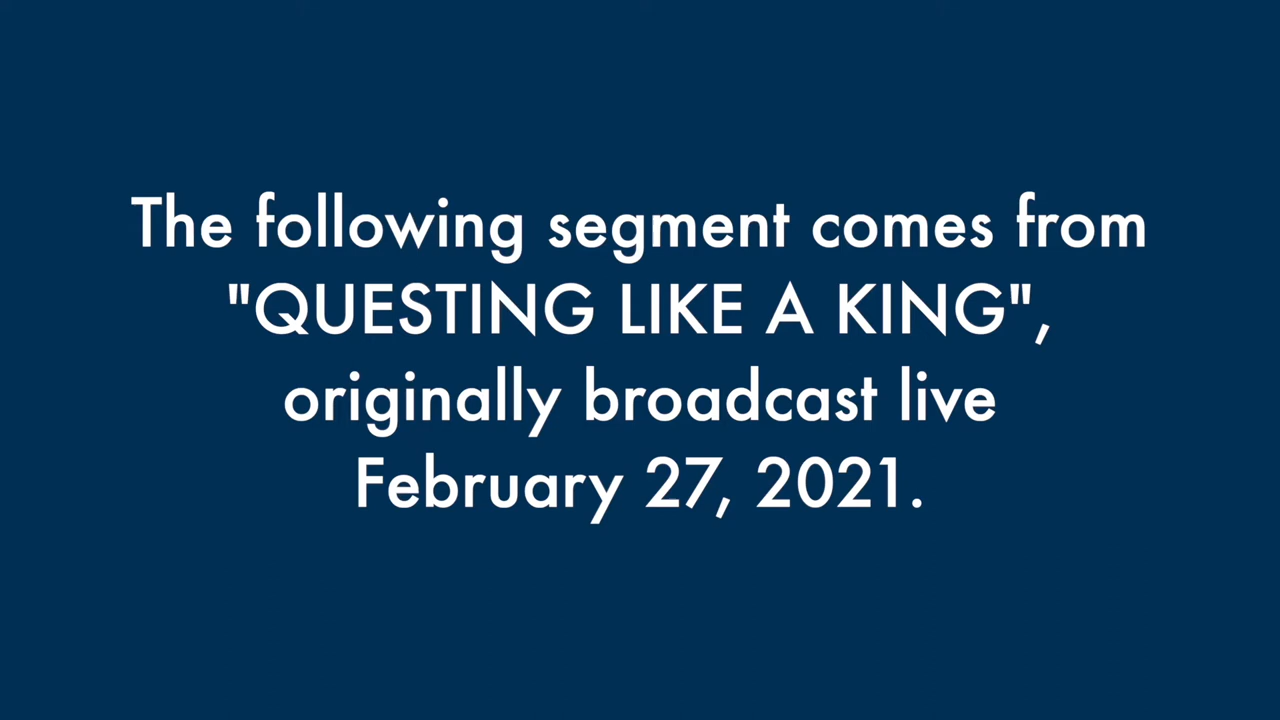 The following segment comes from
"QUESTING LIKE A KING",
originally broadcast live
February 27, 2021.